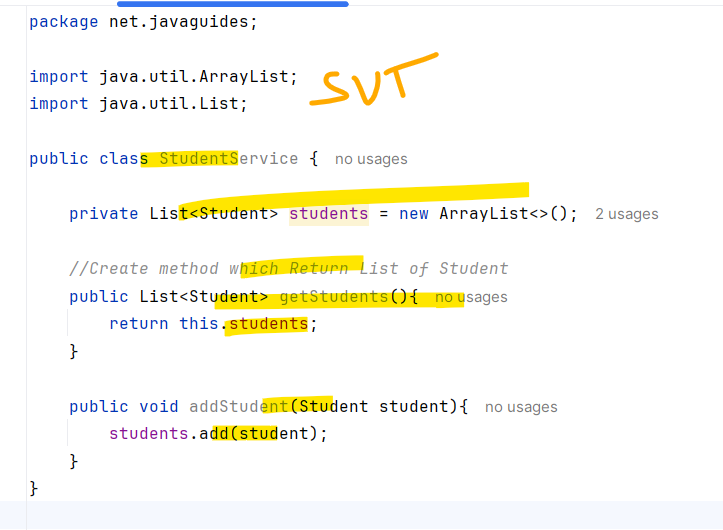 package net.javaguides;
import java.util.ArrayList;
SUT
import java.util.List;
public class StudentService { no usages
private List<Student> students = new ArrayList<>(); 2 usages
//Create method which Return List of Student
public List<Student> getStudents(){ no usages
return this.students;
}
public void addStudent(Student student){ no usages
students.add(student);
}
}